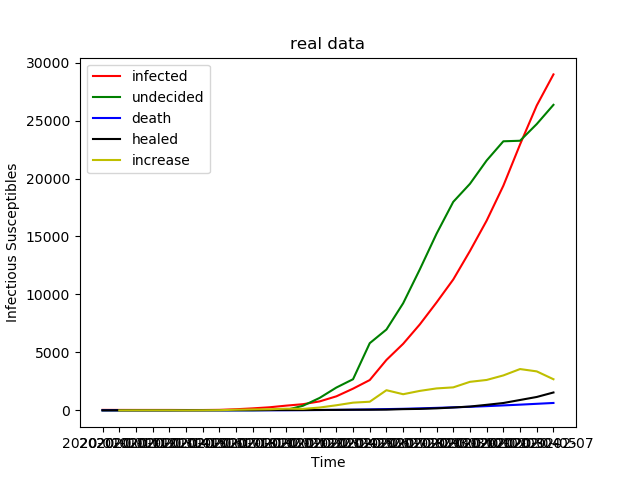 real data
30000
25000
20000
15000
10000
5000
0
infected
undecided
death
healed
increase
Infectious Susceptibles
Time